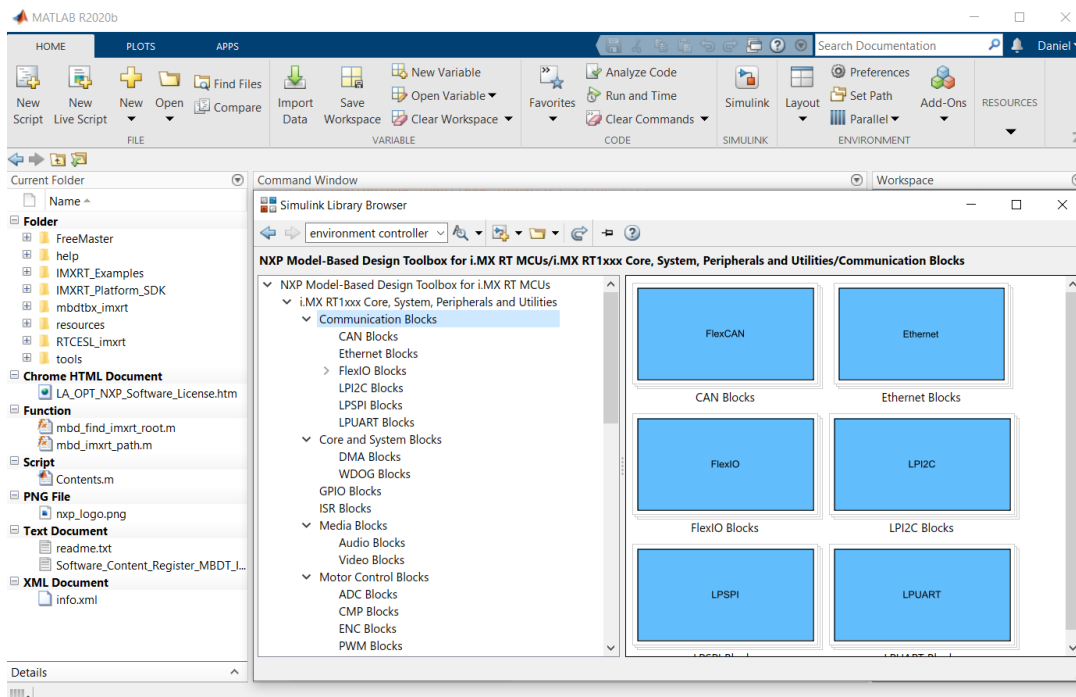 MATLAB R2020b
HOME PLOTS APPS
Search Documentation
Daniel
New Script
New Live Script
New
Open
Find Files
Compare
FILE
Import Data
Save Workspace
New Variable
Open Variable
Clear Workspace
VARIABLE
Favorites
Analyze Code
Run and Time
Clear Commands
CODE
Simulink
SIMULINK
Layout
Preferences
Set Path
Parallel
Add-Ons
ENVIRONMENT
RESOURCES
Current Folder
Name
Folder
FreeMaster
help
IMXRT_Examples
IMXRT_Platform_SDK
mbdtbx_imxrt
resources
RTCESL_imxrt
tools
Chrome HTML Document
LA_OPT_NXP_Software_License.htm
Function
mbd_find_imxrt_root.m
mbd_imxrt_path.m
Script
Contents.m
PNG File
nxp_logo.png
Text Document
readme.txt
Software_Content_Register_MBDT_I...
XML Document
info.xml
Details
Command Window
Workspace
Simulink Library Browser
environment controller
NXP Model-Based Design Toolbox for i.MX RT MCUs/i.MX RT1xxx Core, System, Peripherals and Utilities/Communication Blocks
NXP Model-Based Design Toolbox for i.MX RT MCUs
i.MX RT1xxx Core, System, Peripherals and Utilities
Communication Blocks
CAN Blocks
Ethernet Blocks
FlexIO Blocks
LPI2C Blocks
LPSPI Blocks
LPUART Blocks
Core and System Blocks
DMA Blocks
WDOG Blocks
GPIO Blocks
ISR Blocks
Media Blocks
Audio Blocks
Video Blocks
Motor Control Blocks
ADC Blocks
CMP Blocks
ENC Blocks
PWM Blocks
FlexCAN
CAN Blocks
Ethernet
Ethernet Blocks
FlexIO
FlexIO Blocks
LPI2C
LPI2C Blocks
LPSPI
LPUART